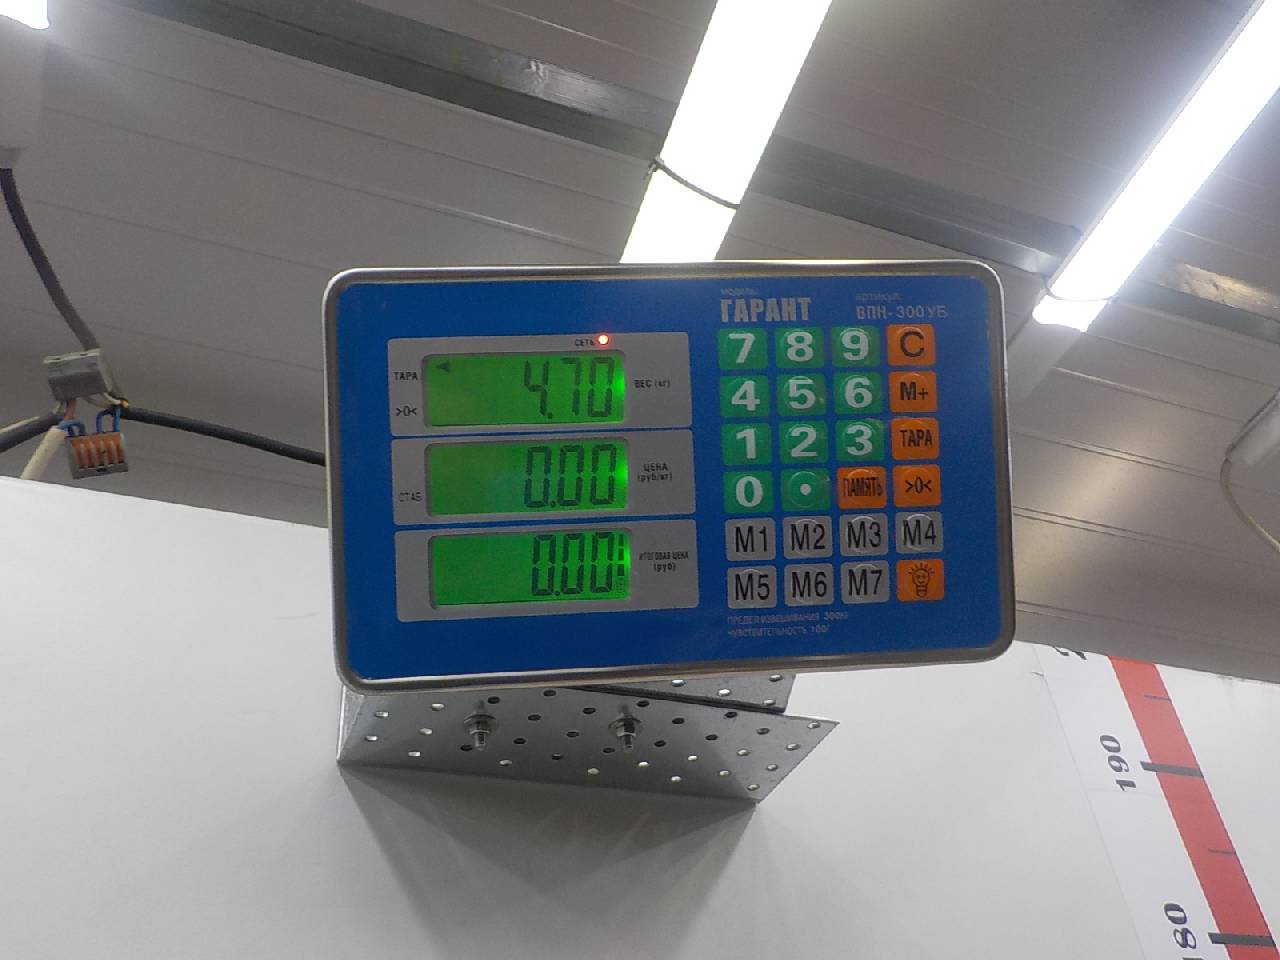 модель:
ГАРАНТ
артикул:
ВПН-300УБ
СЕТЬ
ТАРА
>0<
4.70
ВЕС (кг)
0.00
ЦЕНА
(руб/кг)
СТАБ
0.00
ИТОГОВАЯ ЦЕНА
(руб)
7 8 9 C
4 5 6 M+
1 2 3 ТАРА
0 . ПАМЯТЬ >0<
M1 M2 M3 M4
M5 M6 M7
ПРЕДЕЛ ВЗВЕШИВАНИЯ 300КГ
ЧУВСТВИТЕЛЬНОСТЬ 100Г
190
180